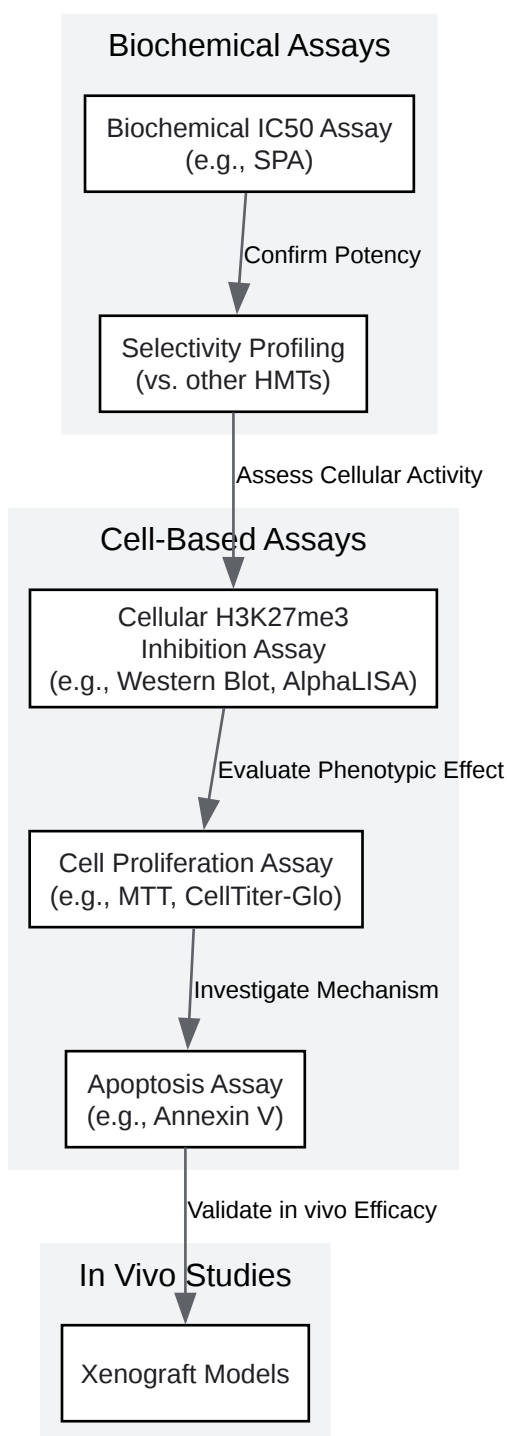 Biochemical Assays
Biochemical IC50 Assay
(e.g., SPA)
Confirm Potency
Selectivity Profiling
(vs. other HMTs)
Assess Cellular Activity
Cell-Based Assays
Cellular H3K27me3
Inhibition Assay
(e.g., Western Blot, AlphaLISA)
Evaluate Phenotypic Effect
Cell Proliferation Assay
(e.g., MTT, CellTiter-Glo)
Investigate Mechanism
Apoptosis Assay
(e.g., Annexin V)
Validate in vivo Efficacy
In Vivo Studies
Xenograft Models